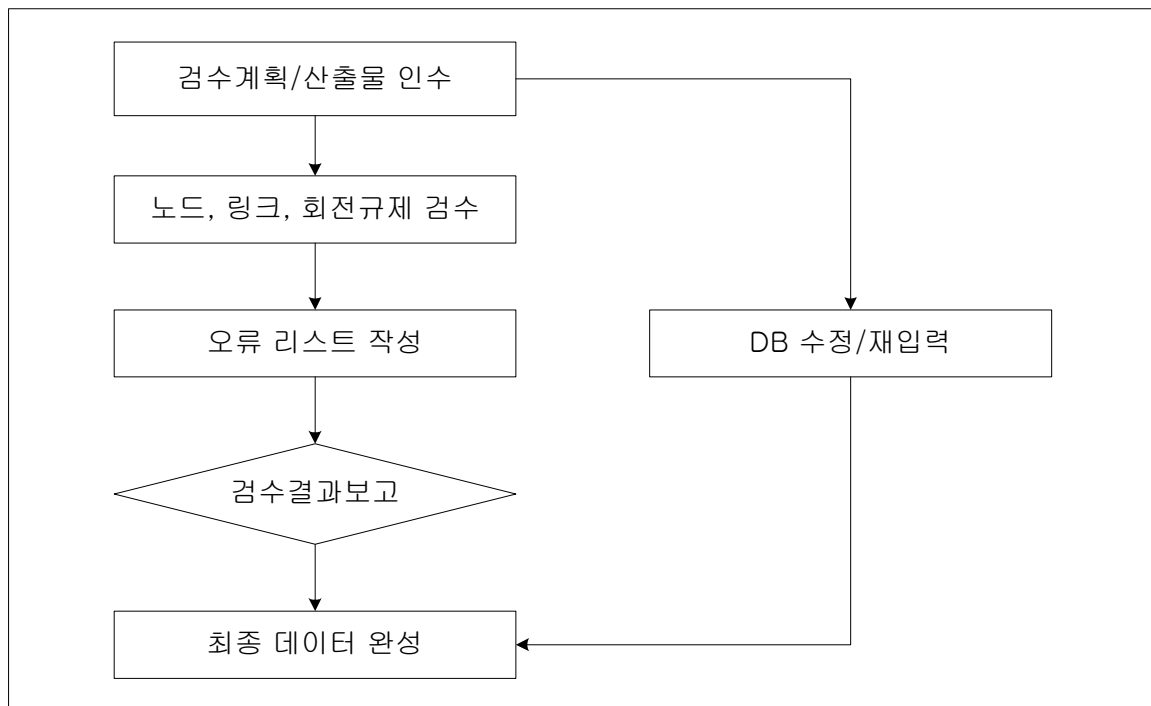 검수계획/산출물 인수
노드, 링크, 회전규제 검수
오류 리스트 작성
DB 수정/재입력
검수결과보고
최종 데이터 완성